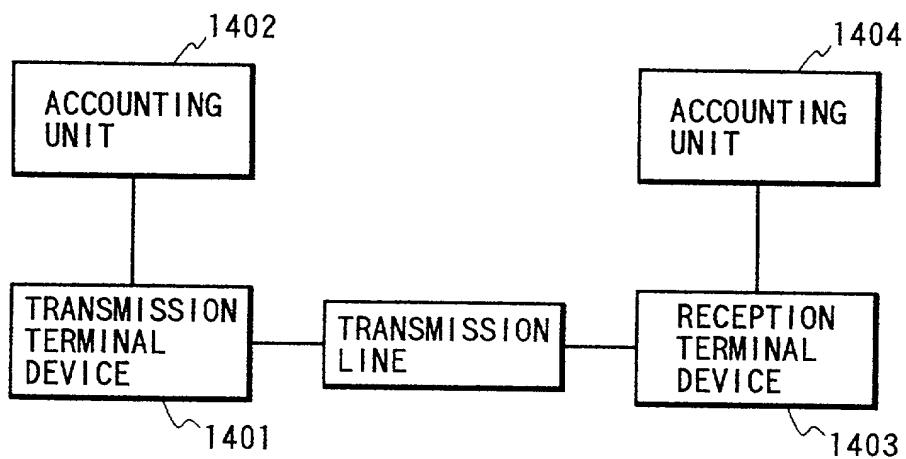 1402
1404
ACCOUNTING
UNIT
ACCOUNTING
UNIT
TRANSMISSION
TERMINAL
DEVICE
TRANSMISSION
LINE
RECEPTION
TERMINAL
DEVICE
1401
1403